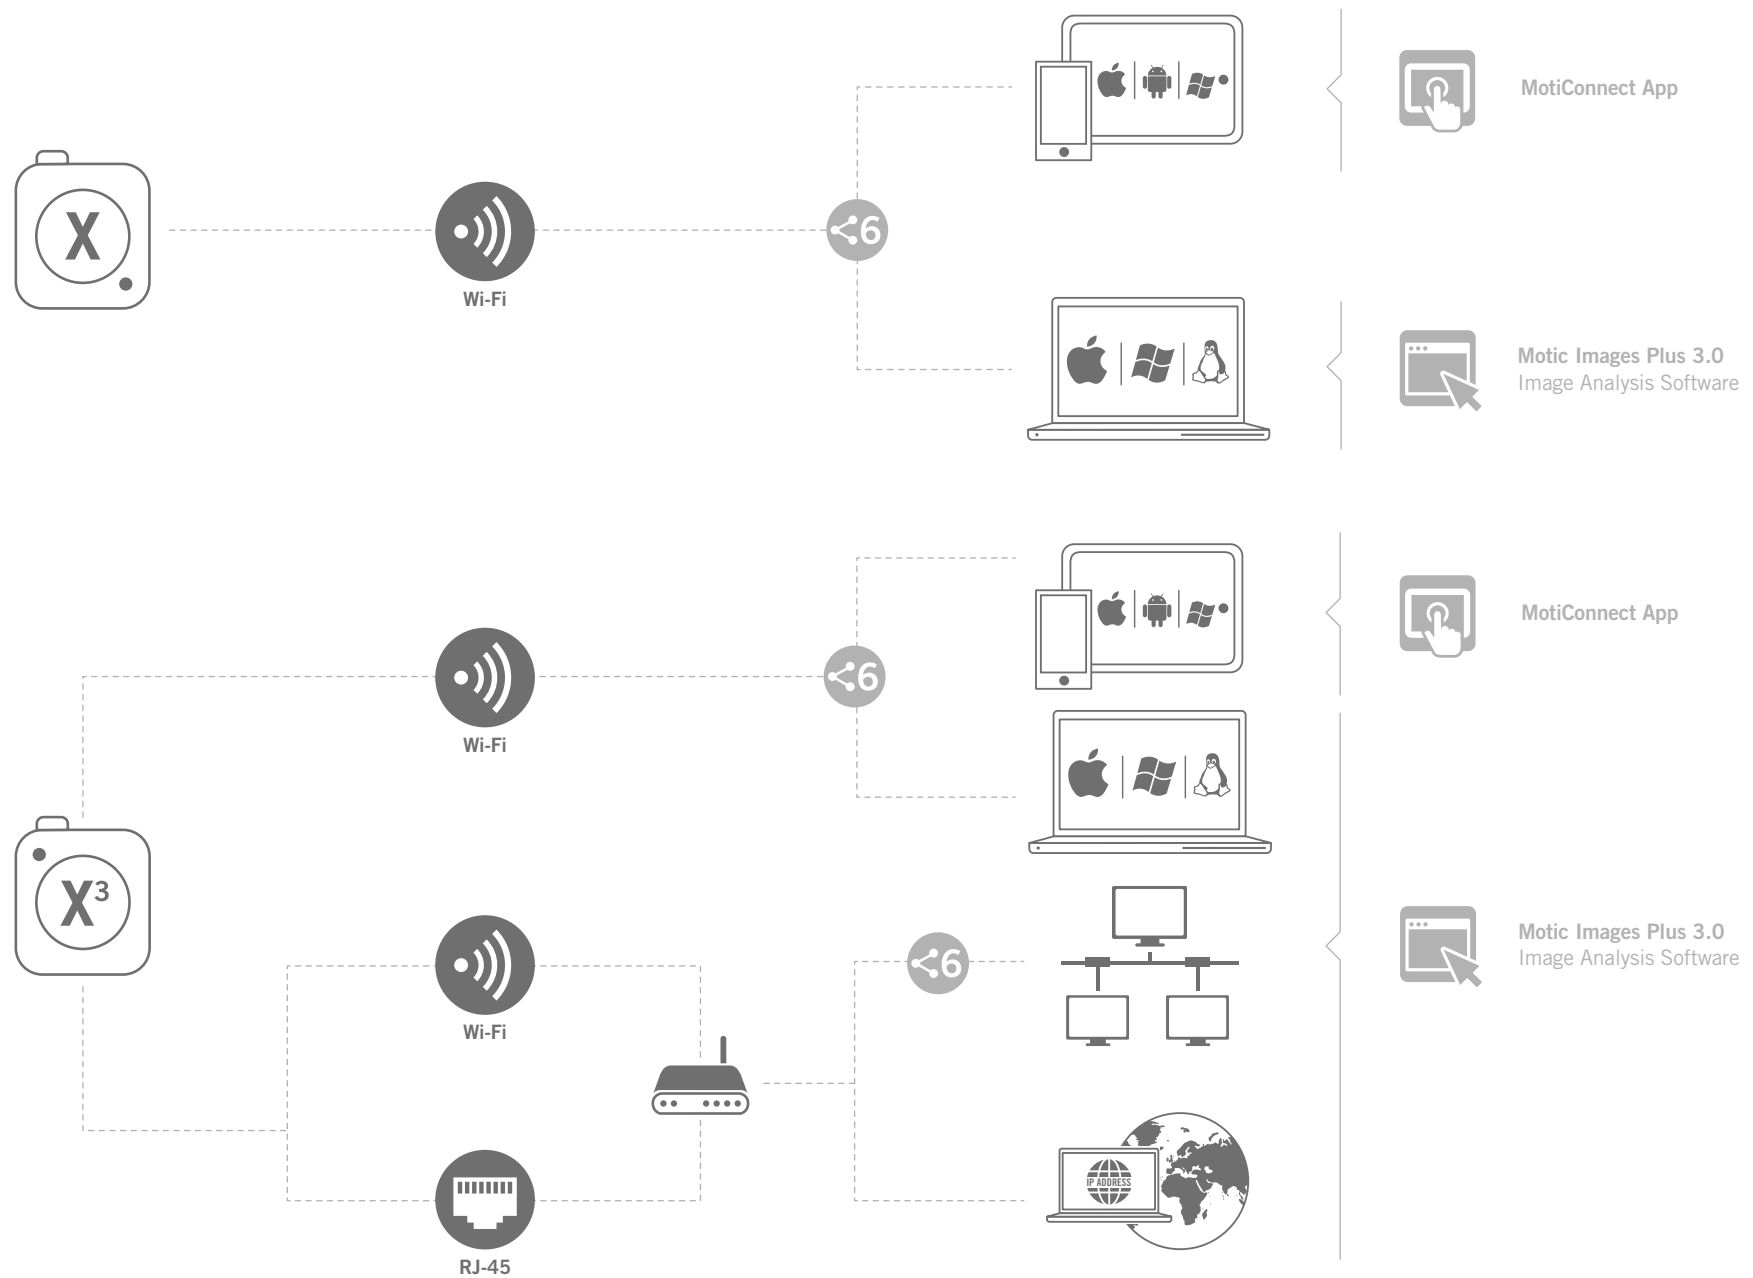 MotiConnect App
X
6
Wi-Fi
Motic Images Plus 3.0
Image Analysis Software
MotiConnect App
6
Wi-Fi
X³
Motic Images Plus 3.0
Image Analysis Software
6
Wi-Fi
IP ADDRESS
RJ-45